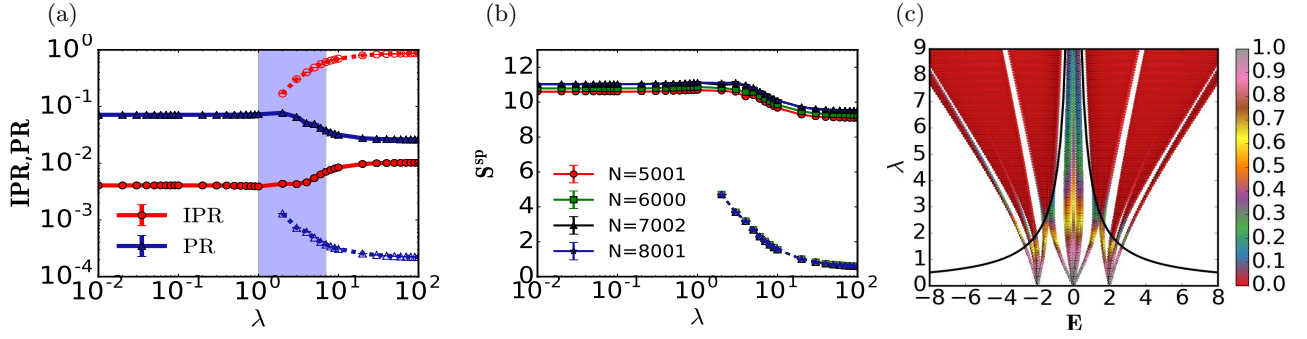 (a)
IPR,PR
10^0
10^-1
10^-2
10^-3
10^-4
IPR
PR
10^-2 10^-1 10^0 10^1 10^2
λ
(b)
S^sp
12
10
8
6
4
2
0
N=5001
N=6000
N=7002
N=8001
10^-2 10^-1 10^0 10^1 10^2
λ
(c)
λ
9
8
7
6
5
4
3
2
1
0
−8 −6 −4 −2 0 2 4 6 8
E
1.0
0.9
0.8
0.7
0.6
0.5
0.4
0.3
0.2
0.1
0.0